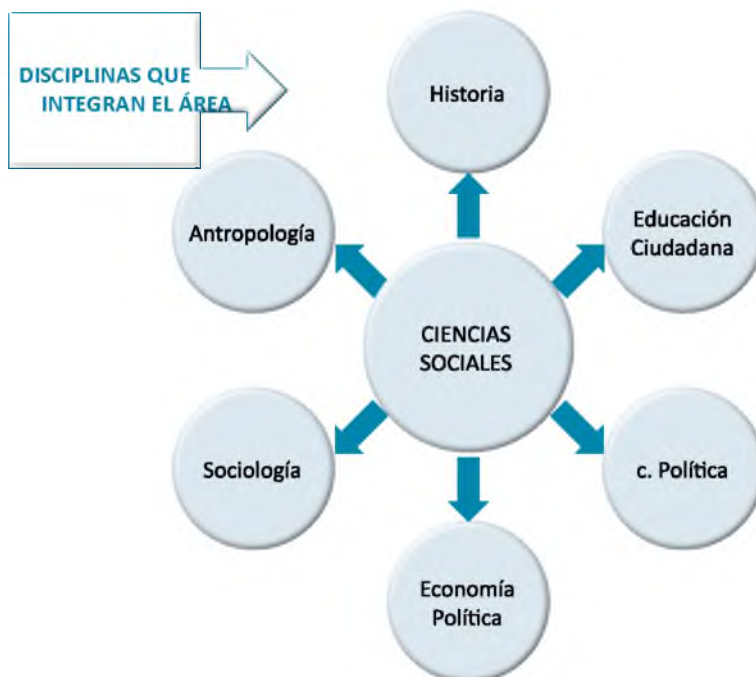 DISCIPLINAS QUE
INTEGRAN EL ÁREA
Historia
Antropología
Educación
Ciudadana
CIENCIAS
SOCIALES
Sociología
c. Política
Economía
Política